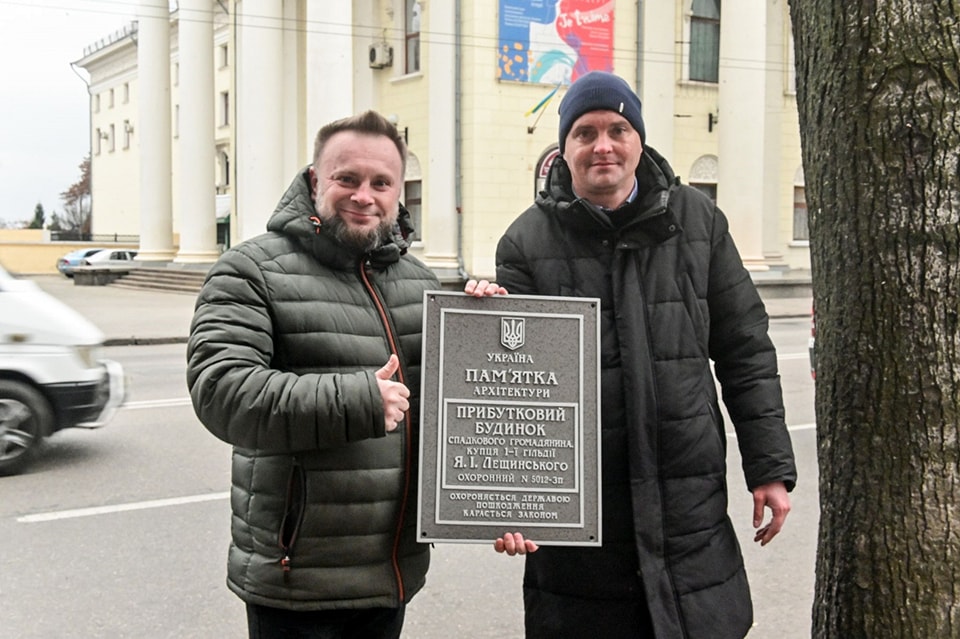 УКРАЇНА
ПАМ'ЯТКА
АРХІТЕКТУРИ
ПРИБУТКОВИЙ
БУДИНОК
СПАДКОВОГО ГРОМАДЯНИНА,
КУПЦЯ 1-Ї ГІЛЬДІЇ
Я. І. ЛЕЩИНСЬКОГО
ОХОРОННИЙ N 5012-ЗП
ОХОРОНЯЄТЬСЯ ДЕРЖАВОЮ
ПОШКОДЖЕННЯ
КАРАЄТЬСЯ ЗАКОНОМ